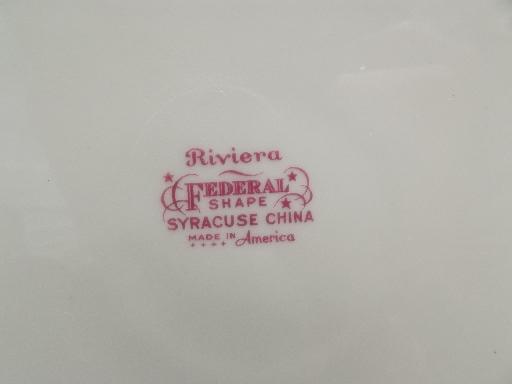 Riviera
FEDERAL
SHAPE
SYRACUSE CHINA
MADE IN America